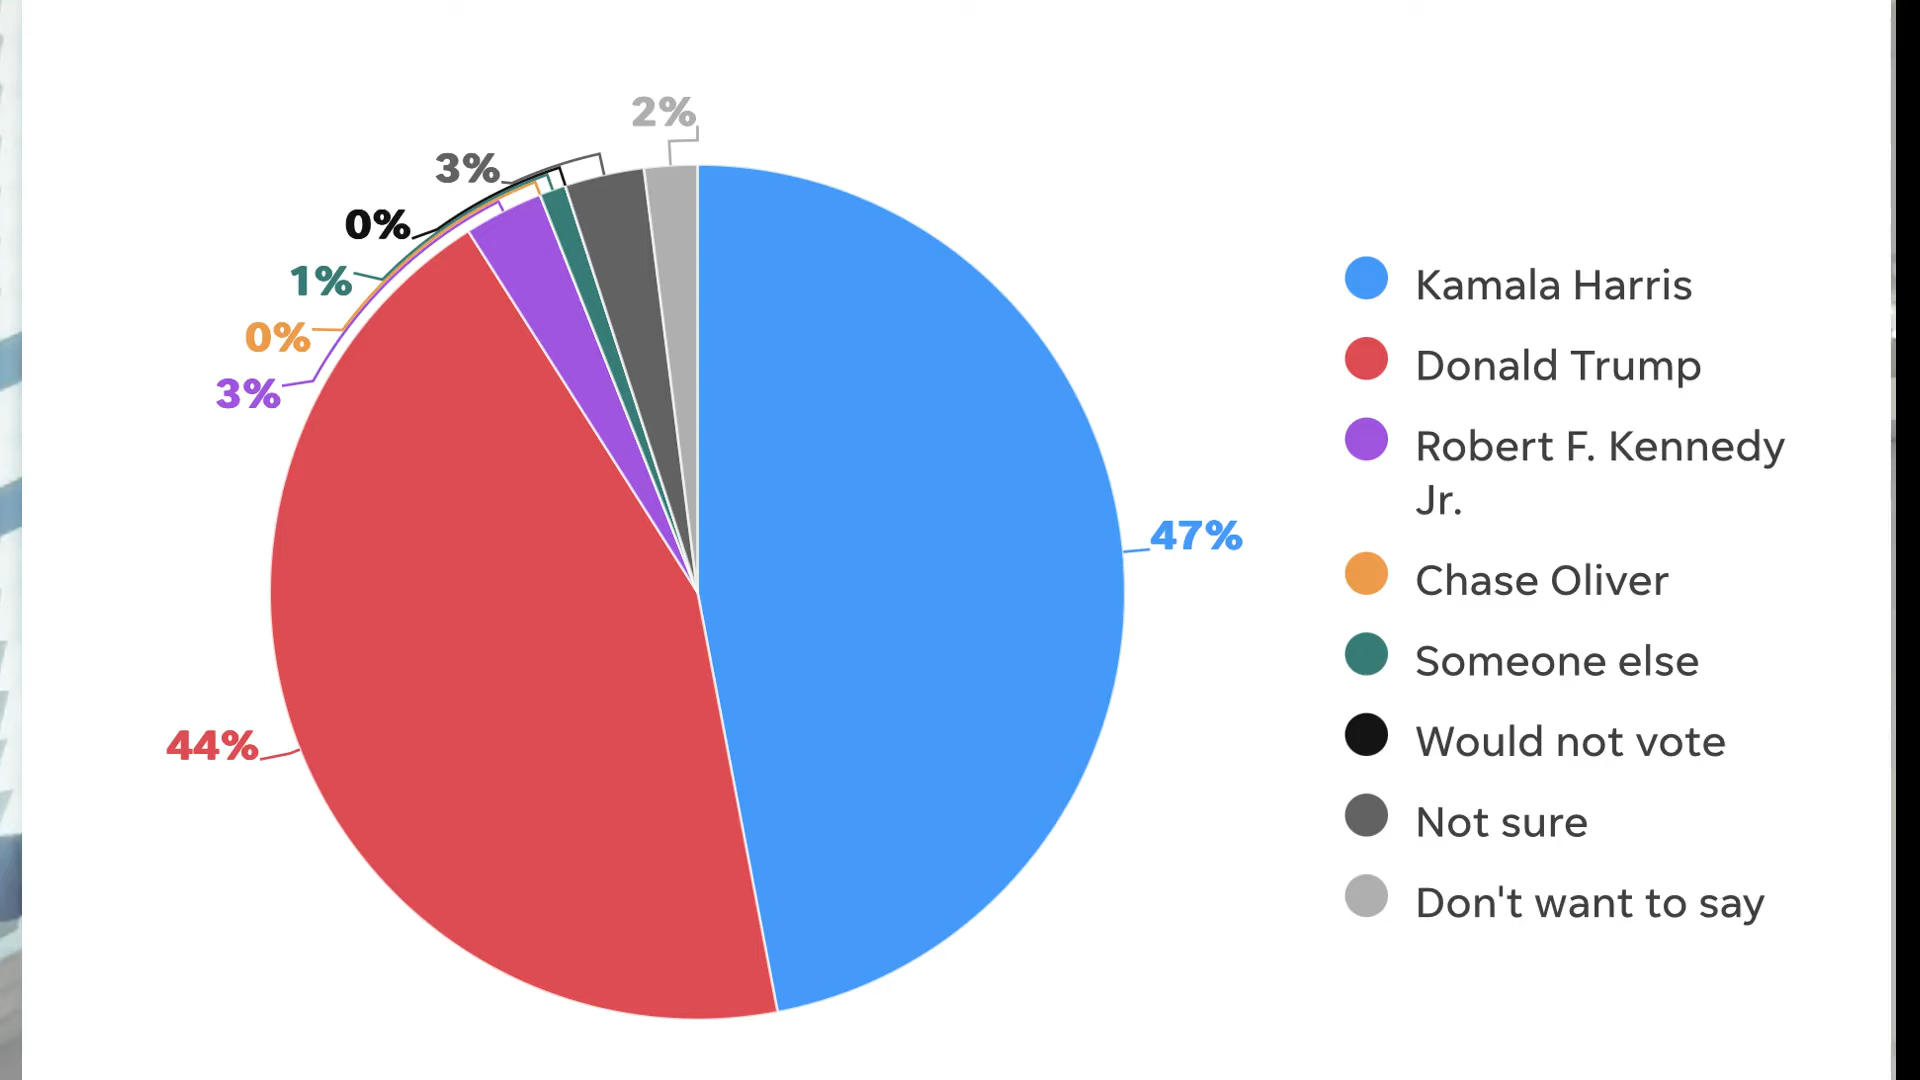 2%
3%
0%
1%
0%
3%
44%
47%
Kamala Harris
Donald Trump
Robert F. Kennedy
Jr.
Chase Oliver
Someone else
Would not vote
Not sure
Don't want to say